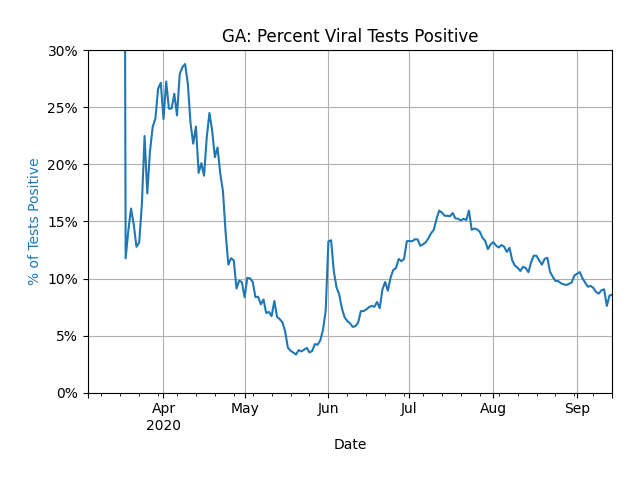 GA: Percent Viral Tests Positive
30%
25%
20%
15%
10%
5%
0%
% of Tests Positive
Apr May Jun Jul Aug Sep
2020
Date